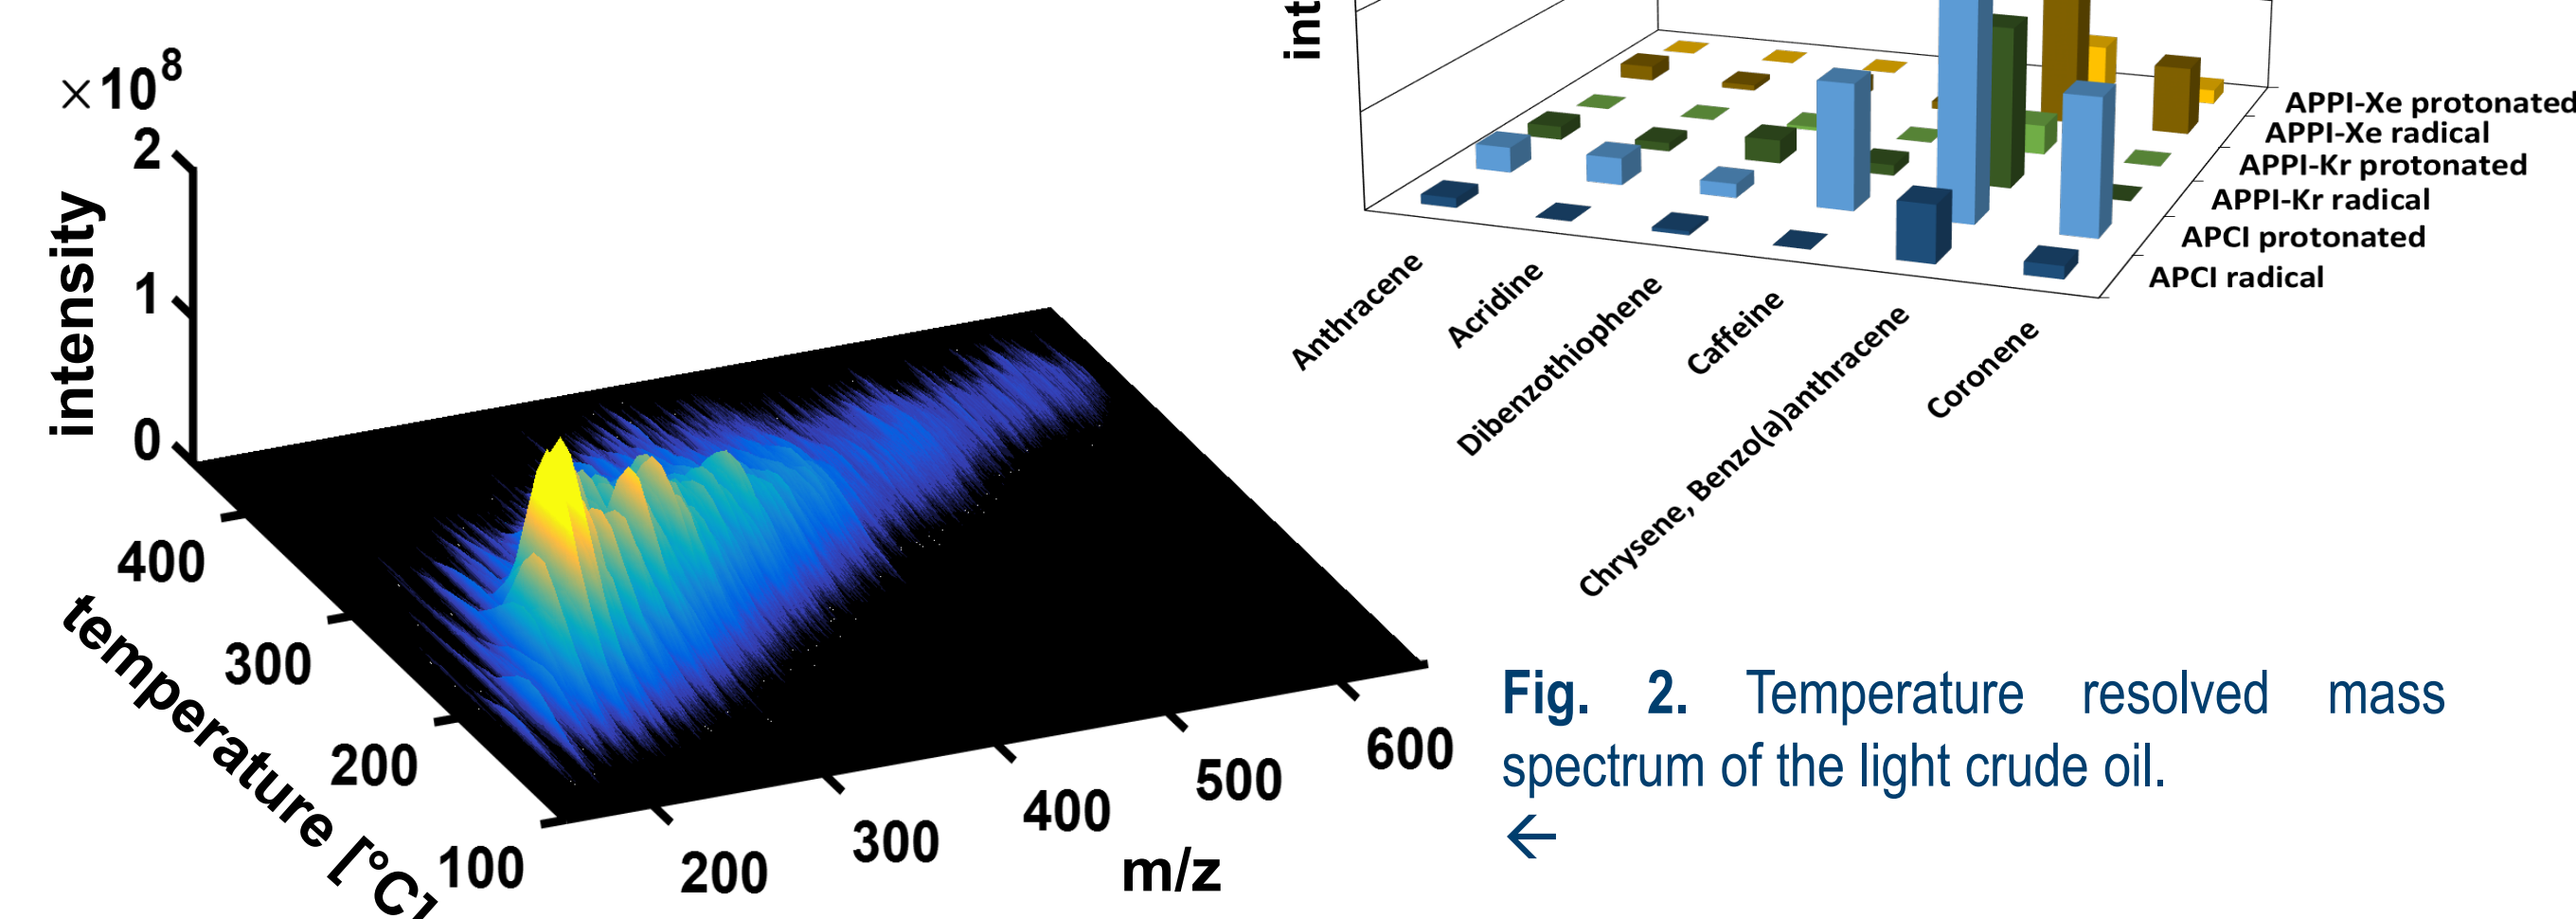 ×10⁸
2
1
0
intensity
400
300
200
100
temperature [°C]
200
300
400
500
600
m/z
int
Anthracene
Acridine
Dibenzothiophene
Caffeine
Chrysene, Benzo(a)anthracene
Coronene
APPI-Xe protonated
APPI-Xe radical
APPI-Kr protonated
APPI-Kr radical
APCI protonated
APCI radical
Fig. 2. Temperature resolved mass
spectrum of the light crude oil.
←